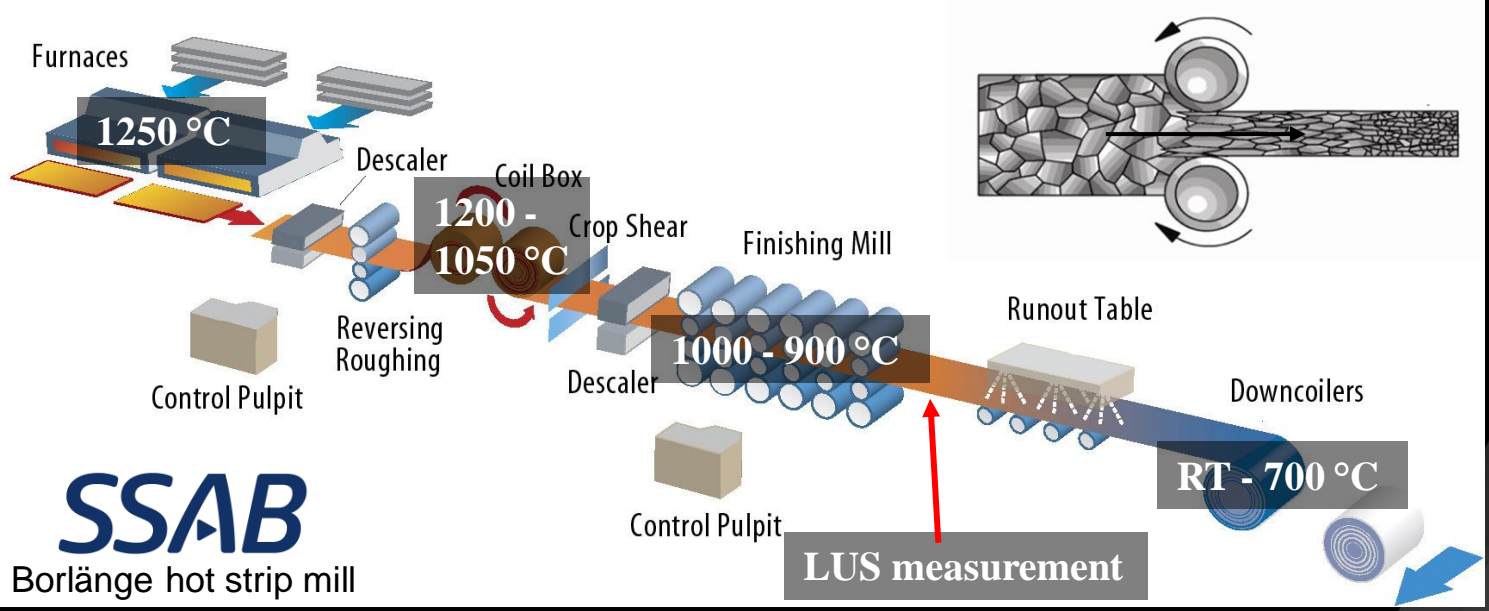 Furnaces
1250 °C
Descaler
Coil Box
1200 -
1050 °C
Crop Shear
Finishing Mill
Reversing
Roughing
Control Pulpit
1000 - 900 °C
Descaler
Runout Table
Downcoilers
RT - 700 °C
Control Pulpit
LUS measurement
SSAB
Borlänge hot strip mill